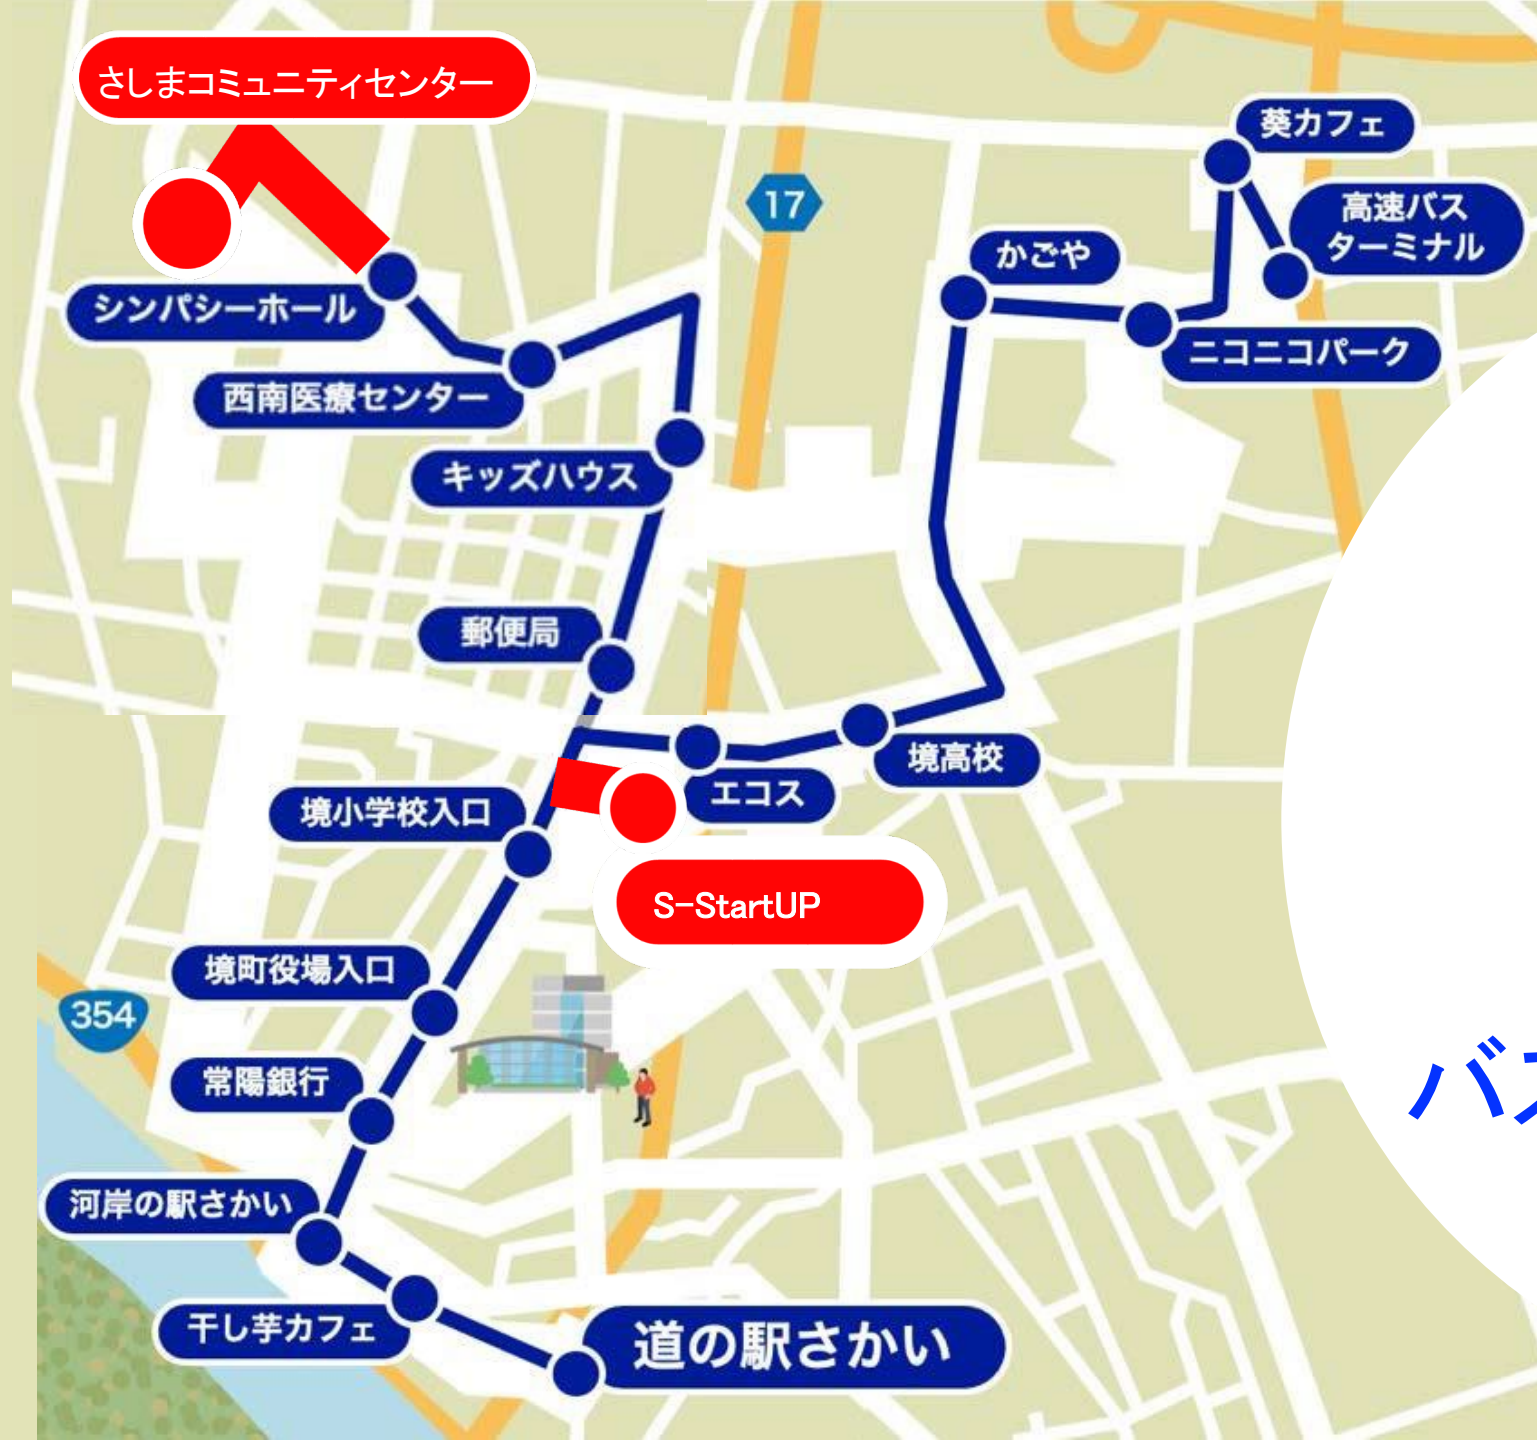 さしまコミュニティセンター
葵カフェ
17
高速バス
ターミナル
かごや
シンパシーホール
ニコニコパーク
西南医療センター
キッズハウス
郵便局
境高校
エコス
境小学校入口
S-StartUP
境町役場入口
354
常陽銀行
バス
河岸の駅さかい
干し芋カフェ
道の駅さかい